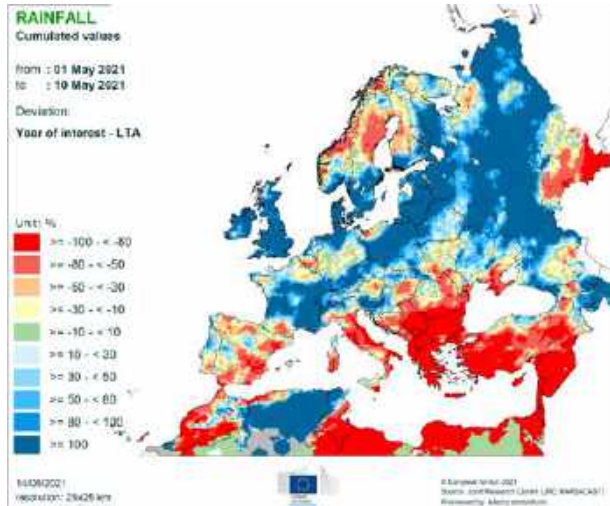 RAINFALL
Cumulated values
from : 01 May 2021
to : 10 May 2021
Deviation:
Year of interest - LTA
Unit: %
>= -100 - < -80
>= -80 - < -50
>= -50 - < -30
>= -30 - < -10
>= -10 - < 10
>= 10 - < 30
>= 30 - < 50
>= 50 - < 80
>= 80 - < 100
>= 100
resolution: 25x25 km
© European Union 2021
Source: Joint Research Centre